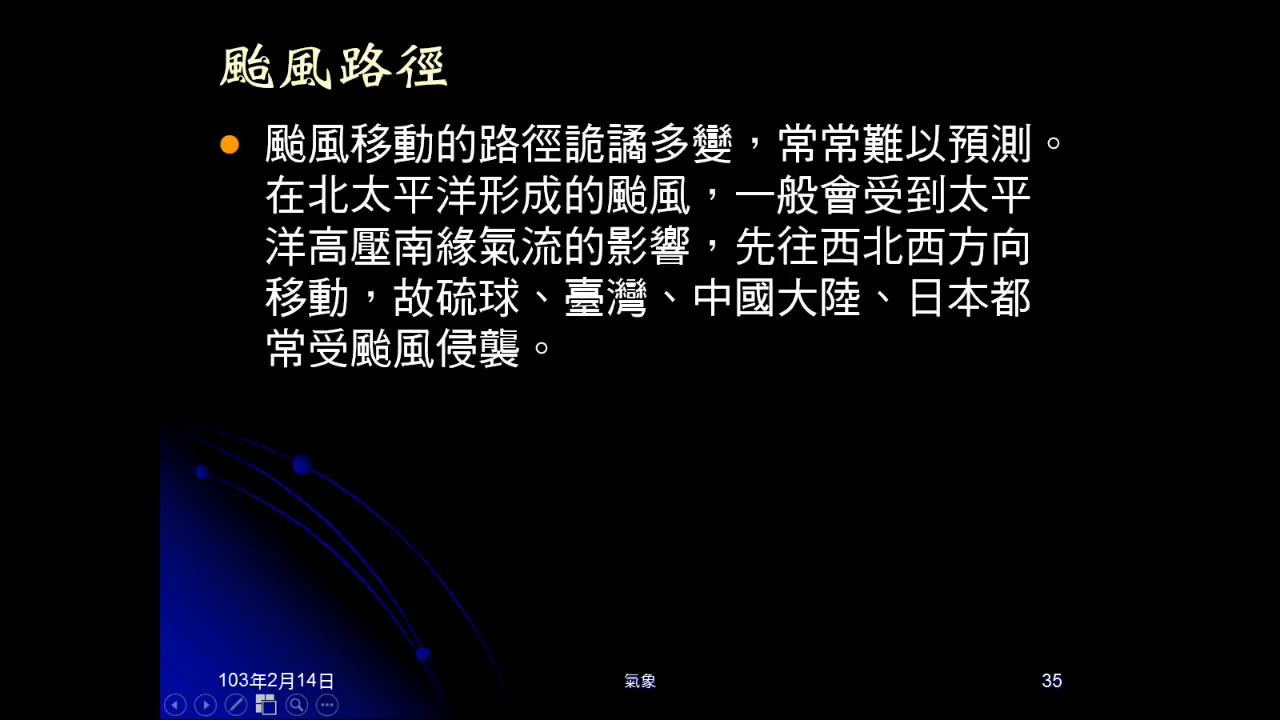 颱風路徑
颱風移動的路徑詭譎多變，常常難以預測。
在北太平洋形成的颱風，一般會受到太平
洋高壓南緣氣流的影響，先往西北西方向
移動，故硫球、臺灣、中國大陸、日本都
常受颱風侵襲。
103年2月14日
氣象
35